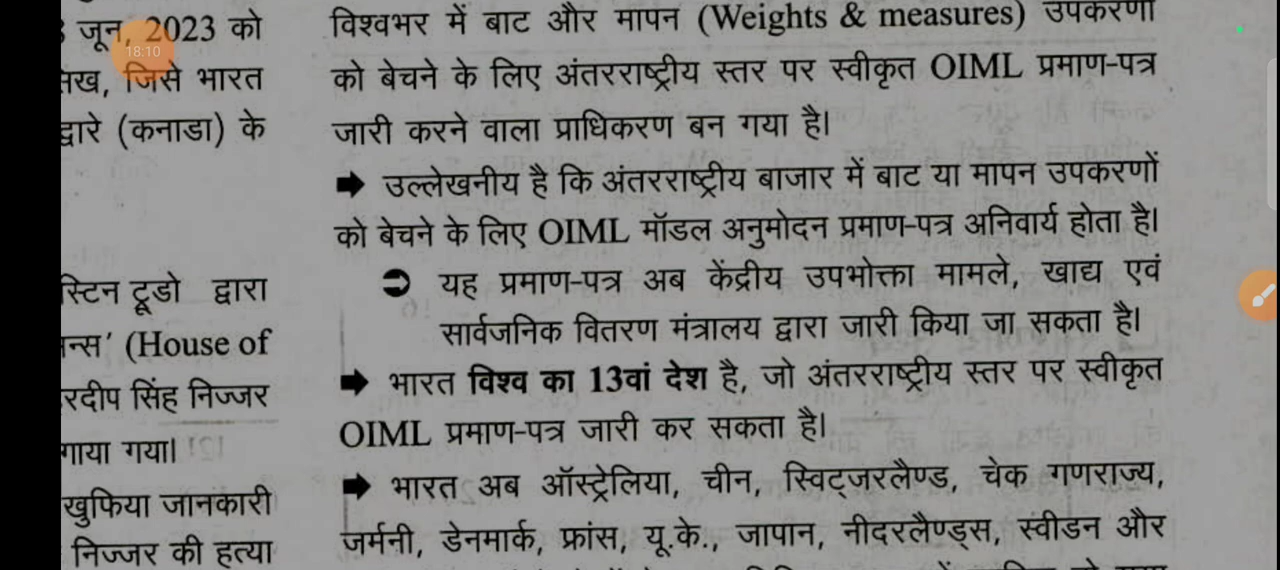 जून, 2023 को
18:10
जिसे भारत
द्वारे (कनाडा) के
स्टिन ट्रूडो द्वारा
(House of
रदीप सिंह निज्जर
गाया गया।
खुफिया जानकारी
निज्जर की हत्या
विश्वभर में बाट और मापन (Weights & measures) उपकरणों
को बेचने के लिए अंतरराष्ट्रीय स्तर पर स्वीकृत OIML प्रमाण-पत्र
जारी करने वाला प्राधिकरण बन गया है।
➡ उल्लेखनीय है कि अंतरराष्ट्रीय बाजार में बाट या मापन उपकरणों
को बेचने के लिए OIML मॉडल अनुमोदन प्रमाण-पत्र अनिवार्य होता है।
➲ यह प्रमाण-पत्र अब केंद्रीय उपभोक्ता मामले, खाद्य एवं
सार्वजनिक वितरण मंत्रालय द्वारा जारी किया जा सकता है।
➡ भारत विश्व का 13वां देश है, जो अंतरराष्ट्रीय स्तर पर स्वीकृत
OIML प्रमाण-पत्र जारी कर सकता है।
➡ भारत अब ऑस्ट्रेलिया, चीन, स्विट्जरलैण्ड, चेक गणराज्य,
जर्मनी, डेनमार्क, फ्रांस, यू.के., जापान, नीदरलैण्ड्स, स्वीडन और